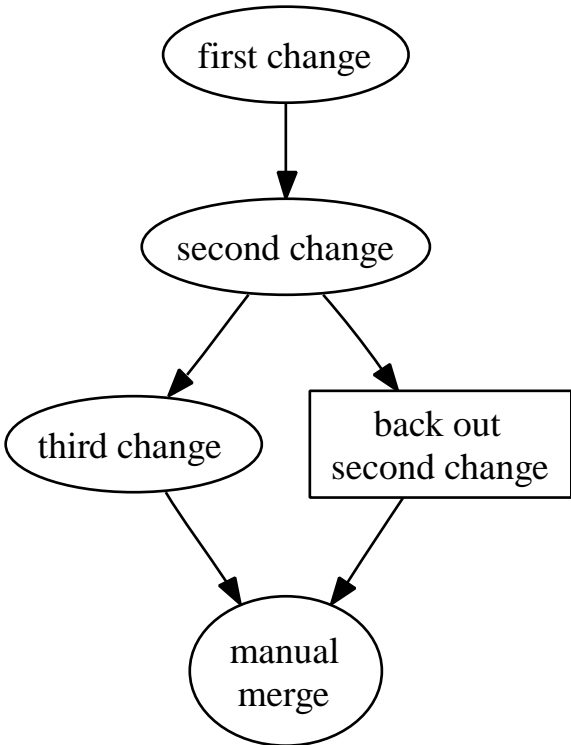 first change
second change
third change
back out
second change
manual
merge